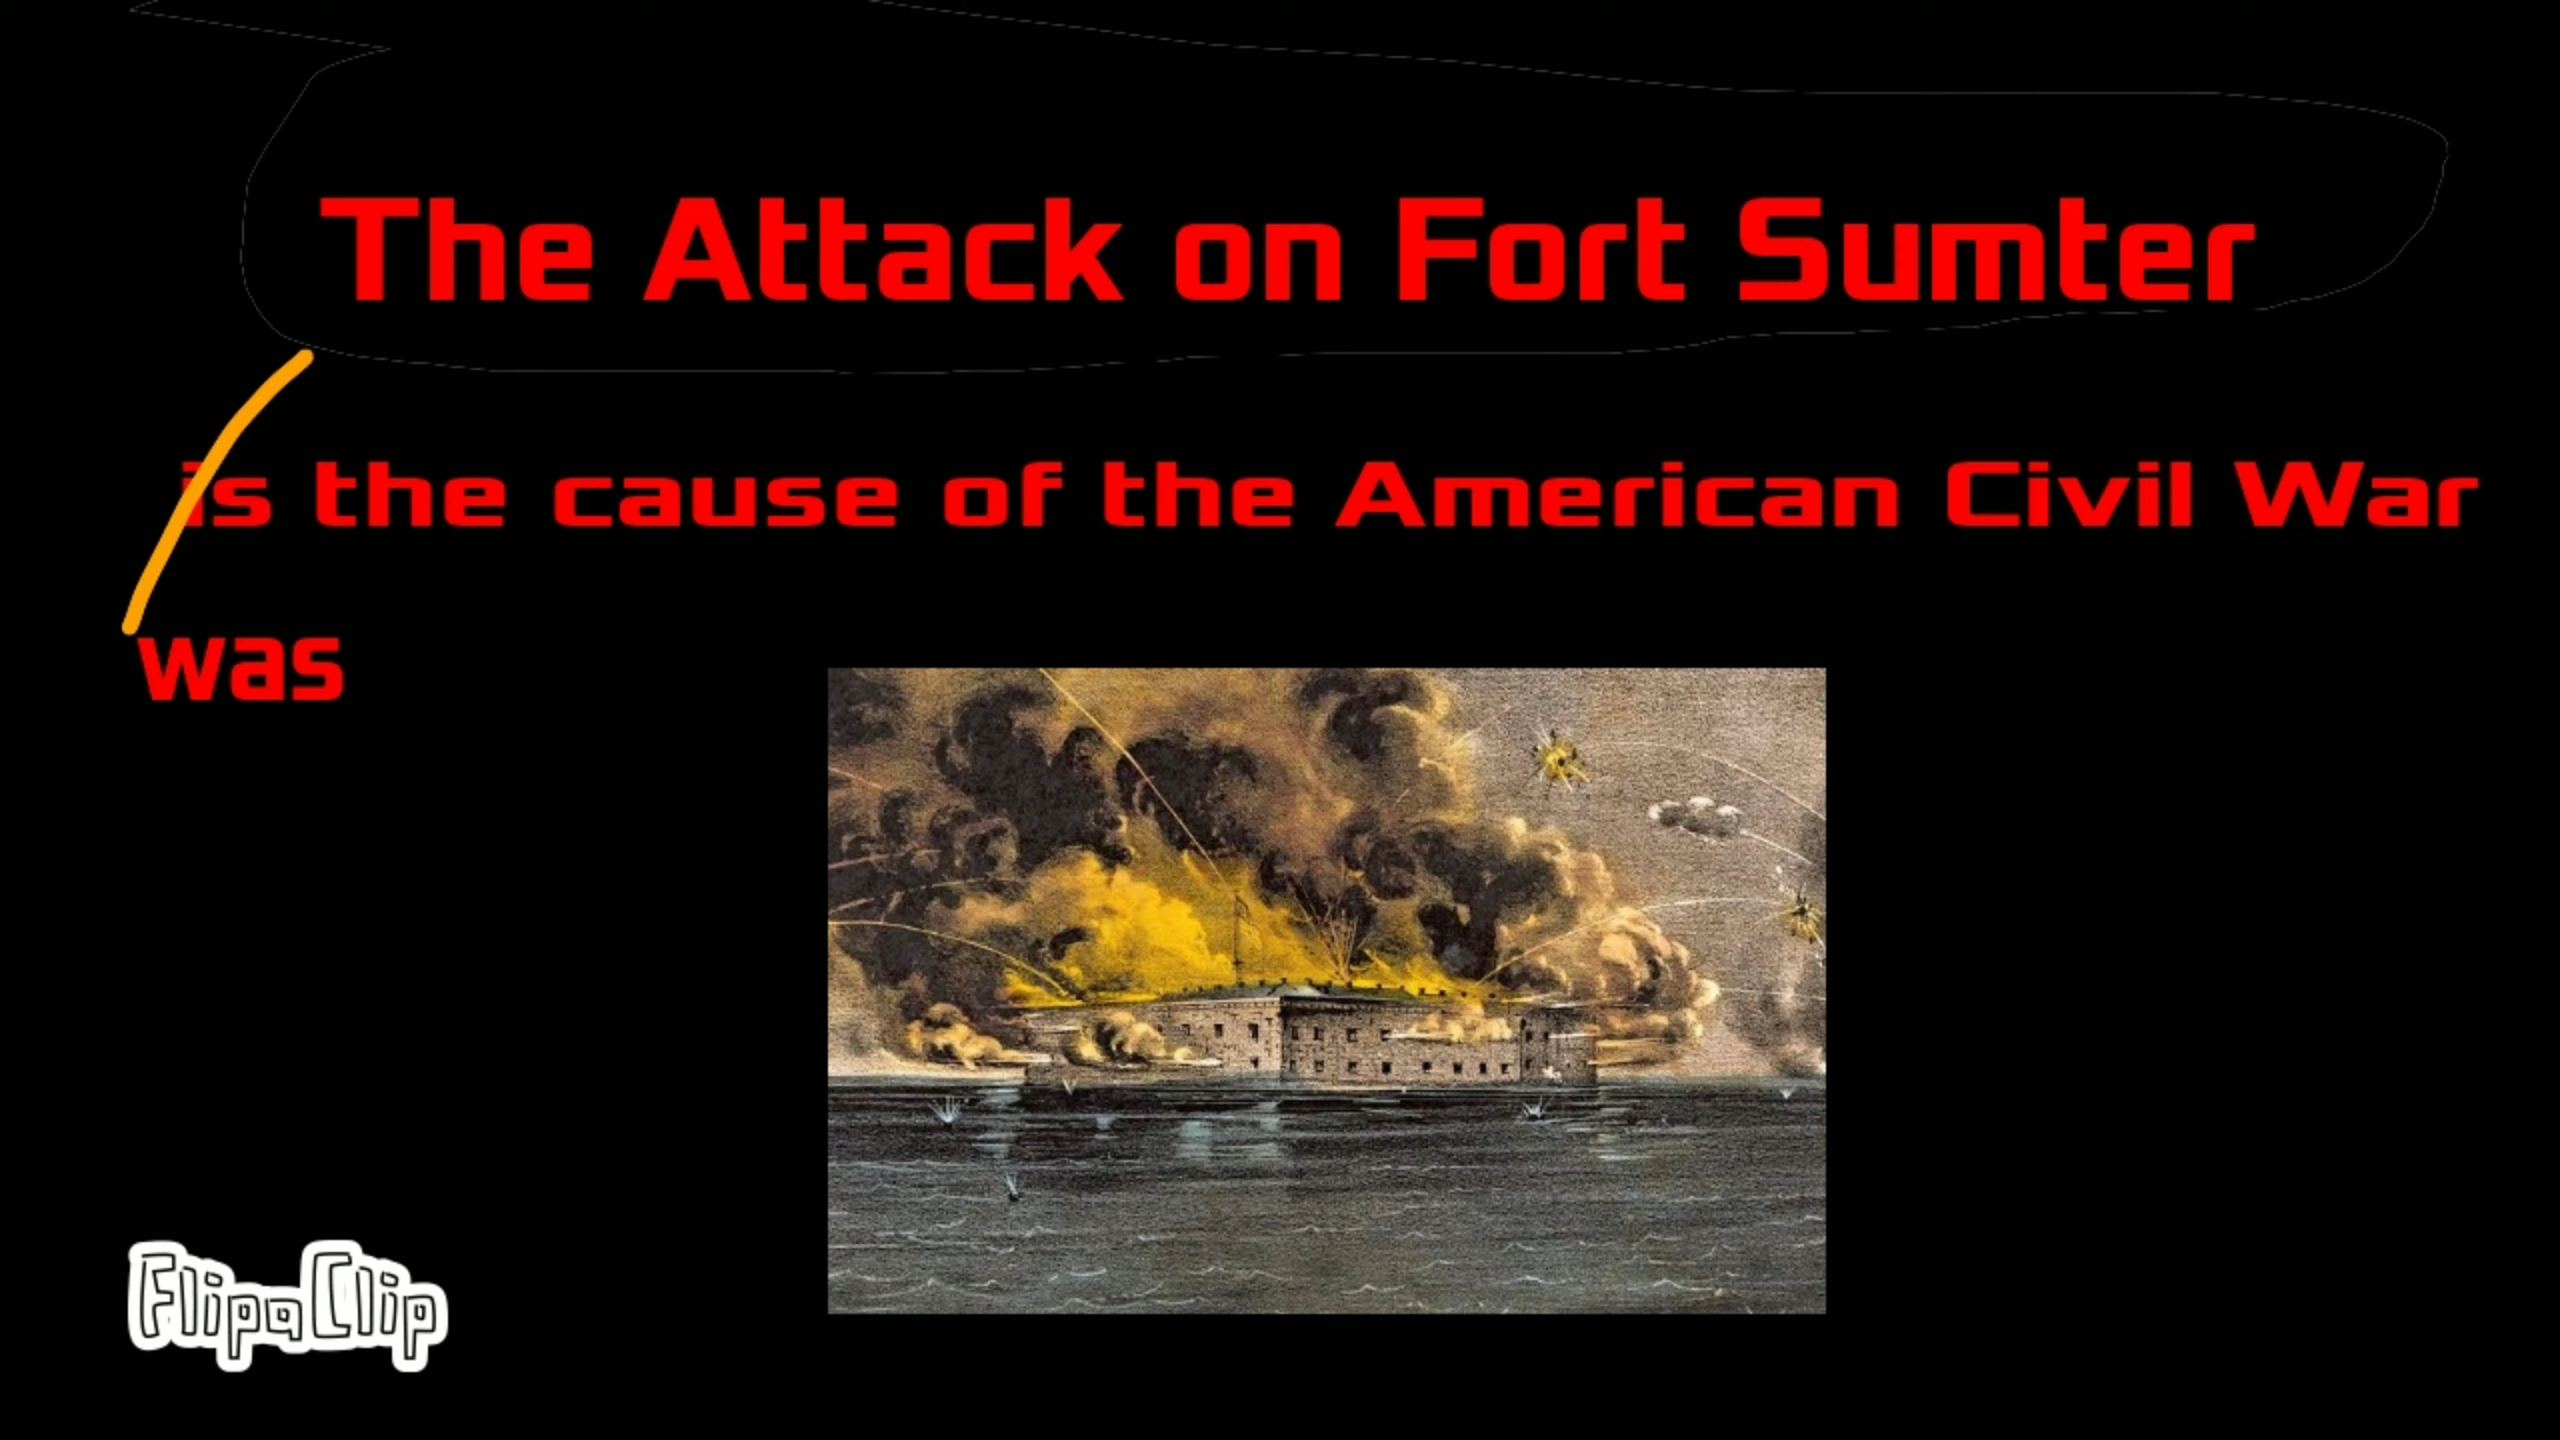 The Attack on Fort Sumter
is the cause of the American Civil War
was
FlipaClip